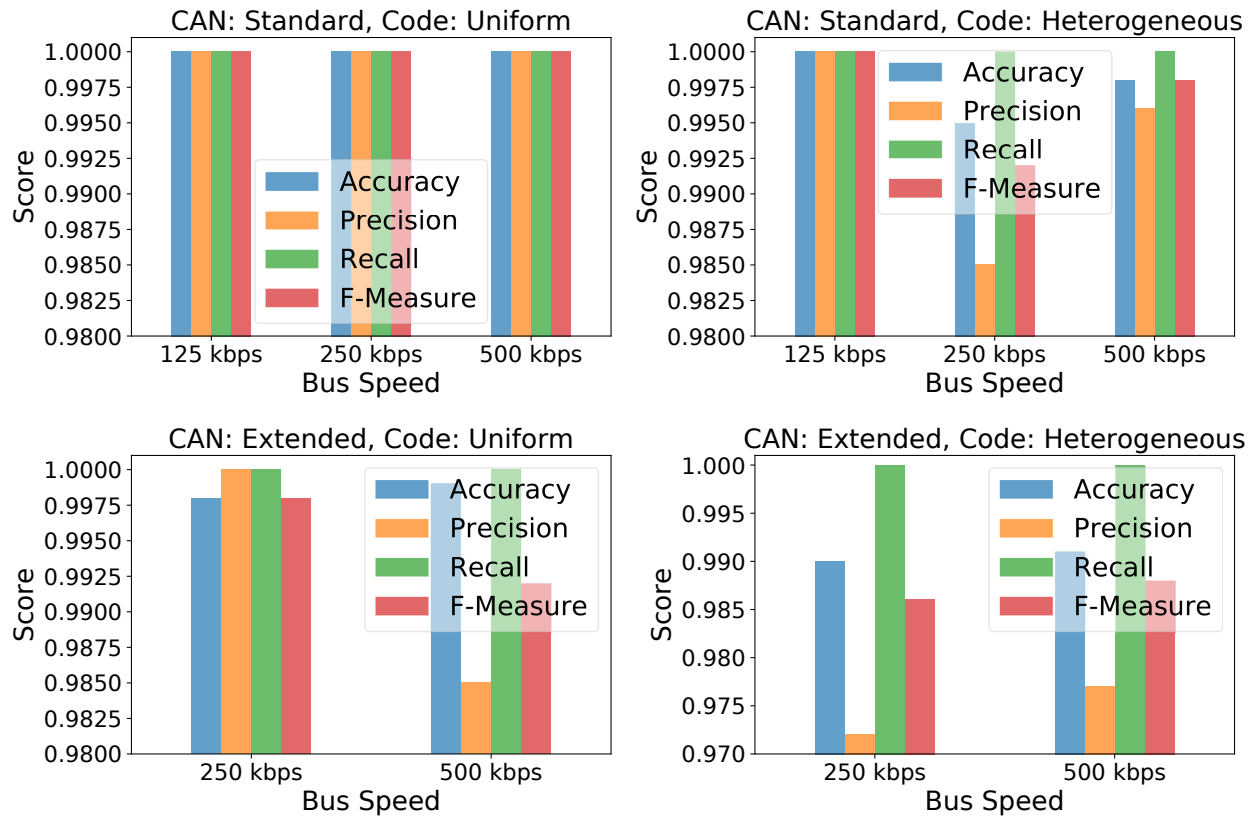 CAN: Standard, Code: Uniform
1.0000
0.9975
0.9950
0.9925
0.9900
0.9875
0.9850
0.9825
0.9800
Score
Accuracy
Precision
Recall
F-Measure
125 kbps 250 kbps 500 kbps
Bus Speed
CAN: Standard, Code: Heterogeneous
1.0000
0.9975
0.9950
0.9925
0.9900
0.9875
0.9850
0.9825
0.9800
Score
Accuracy
Precision
Recall
F-Measure
125 kbps 250 kbps 500 kbps
Bus Speed
CAN: Extended, Code: Uniform
1.0000
0.9975
0.9950
0.9925
0.9900
0.9875
0.9850
0.9825
0.9800
Score
Accuracy
Precision
Recall
F-Measure
250 kbps 500 kbps
Bus Speed
CAN: Extended, Code: Heterogeneous
1.000
0.995
0.990
0.985
0.980
0.975
0.970
Score
Accuracy
Precision
Recall
F-Measure
250 kbps 500 kbps
Bus Speed